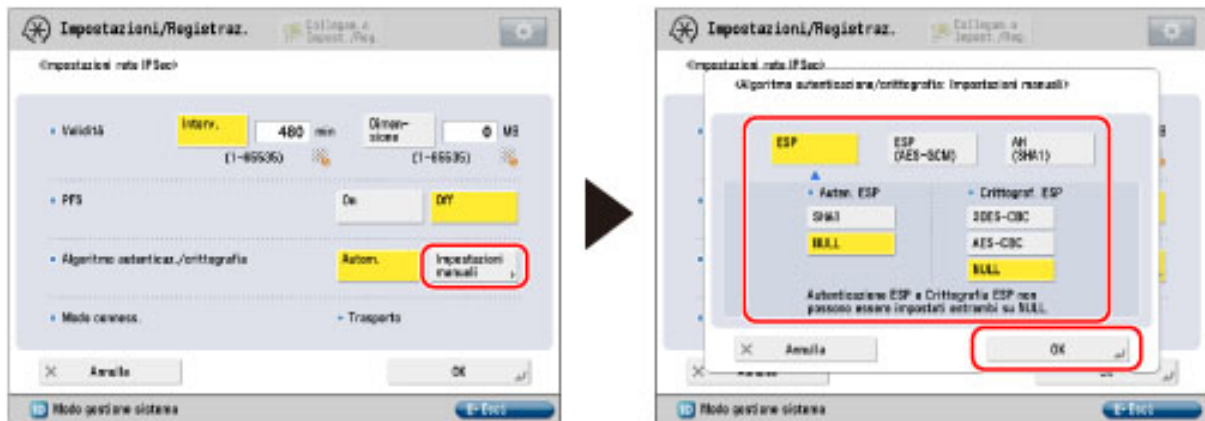 Impostazioni/Registraz.
Collegam.a Impost./Reg.
<Impostazioni rete IPSec>
Validità
Interv.
480 min
(1-65535)
Dimen-
sione
0 MB
(1-65535)
PFS
On
Off
Algoritmo autenticaz./crittografia
Autom.
Impostazioni
manuali
Modo conness.
Trasporto
Annulla
OK
ID Modo gestione sistema
Esci
Impostazioni/Registraz.
Collegam.a Impost./Reg.
<Impostazioni rete IPSec>
<Algoritmo autenticazione/crittografia: Impostazioni manuali>
ESP
ESP
(AES-GCM)
AH
(SHA1)
Auten. ESP
SHA1
NULL
Crittograf. ESP
3DES-CBC
AES-CBC
NULL
Autenticazione ESP e Crittografia ESP non
possono essere impostati entrambi su NULL.
Annulla
OK
ID Modo gestione sistema
Esci